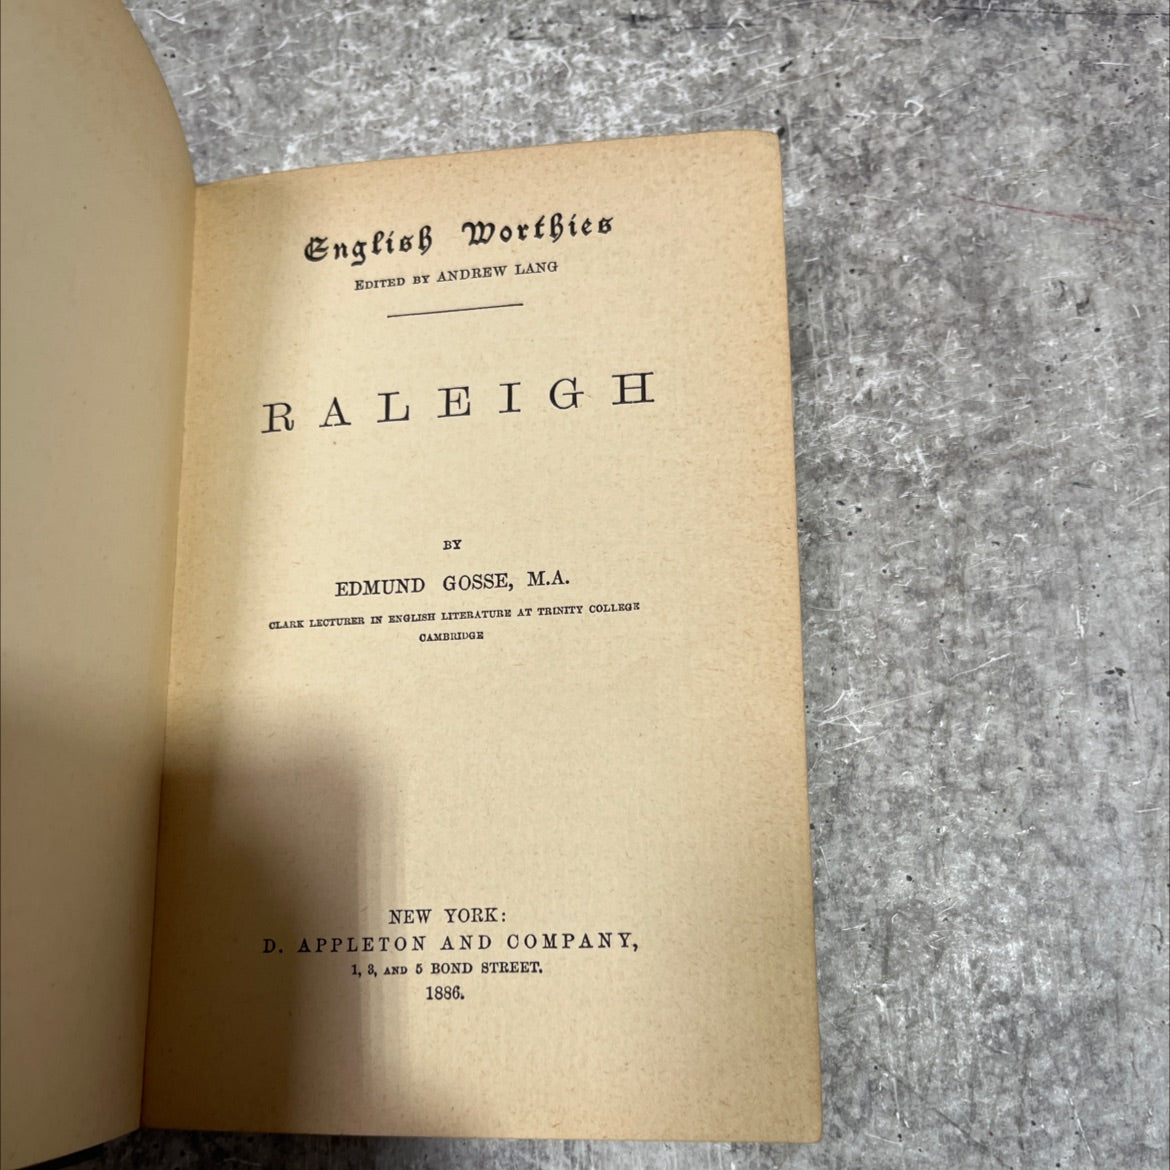 English Worthies
EDITED BY ANDREW LANG
RALEIGH
BY
EDMUND GOSSE, M.A.
CLARK LECTURER IN ENGLISH LITERATURE AT TRINITY COLLEGE
CAMBRIDGE
NEW YORK:
D. APPLETON AND COMPANY,
1, 3, AND 5 BOND STREET.
1886.